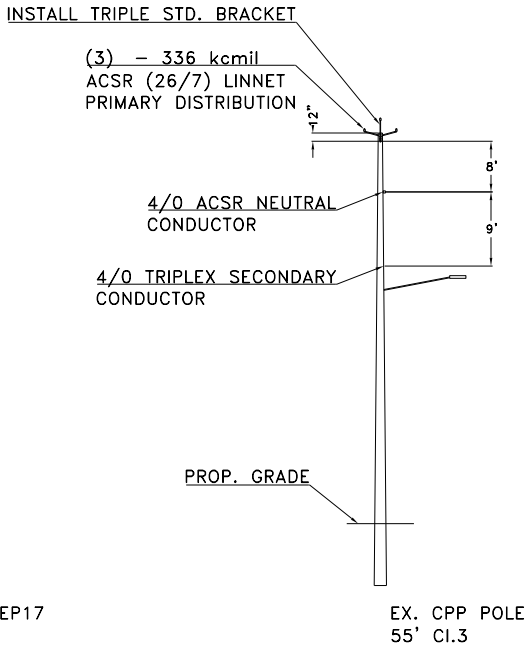 INSTALL TRIPLE STD. BRACKET
(3) - 336 kcmil
ACSR (26/7) LINNET
PRIMARY DISTRIBUTION
12"
8'
4/0 ACSR NEUTRAL
CONDUCTOR
9'
4/0 TRIPLEX SECONDARY
CONDUCTOR
PROP. GRADE
EP17
EX. CPP POLE
55' Cl.3